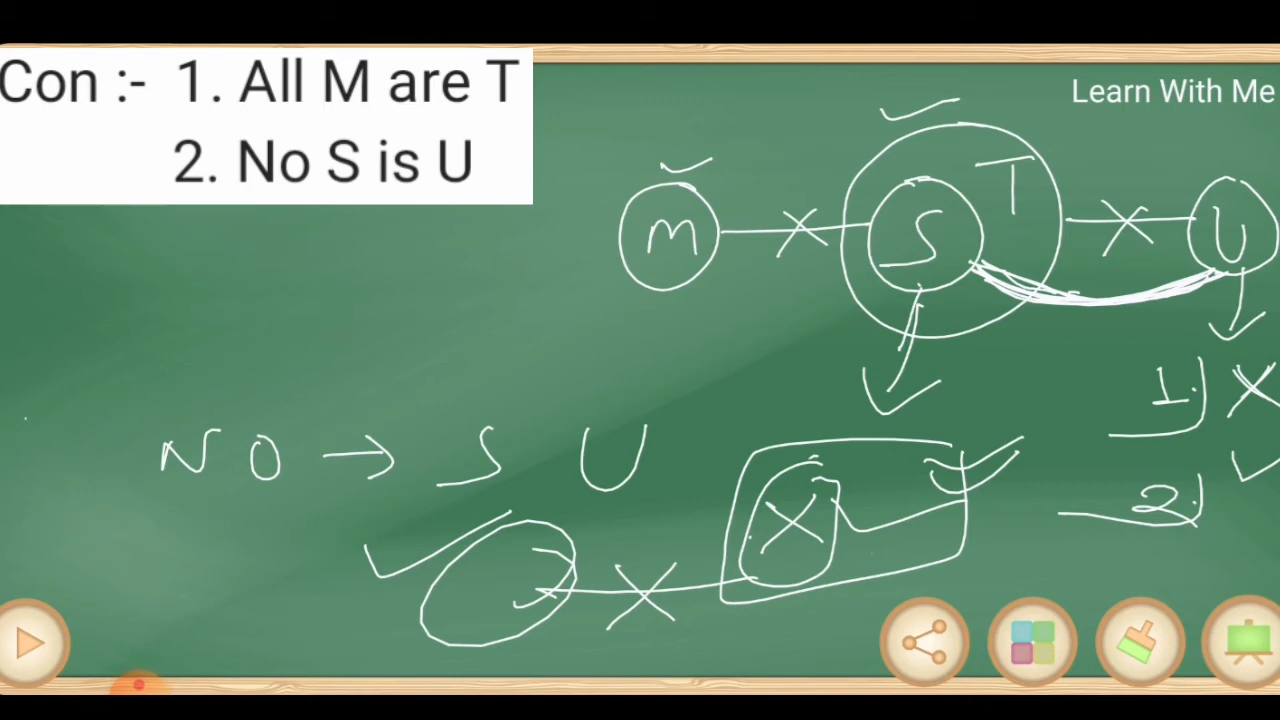 Con :- 1. All M are T
2. No S is U
Learn With Me
M S T U
1)
NO → S U
2)